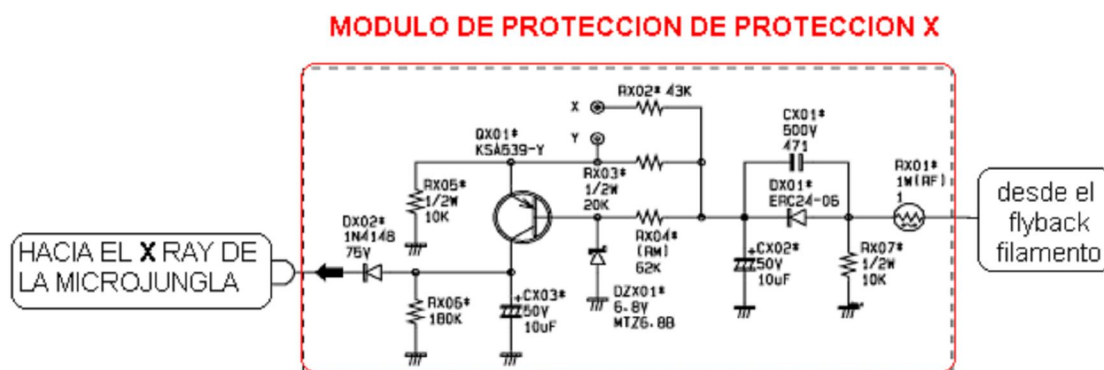 MODULO DE PROTECCION DE PROTECCION X
X
RX02* 43K
Y
QX01*
KSA539-Y
CX01*
500V
471
RX01*
1W(RF)
1
RX05*
1/2W
10K
RX03*
1/2W
20K
DX01*
ERC24-06
desde el
flyback
filamento
DX02*
1N4148
75V
HACIA EL X RAY DE
LA MICROJUNGLA
RX04*
(RM)
62K
+CX02*
50V
10uF
RX07*
1/2W
10K
RX06*
180K
+CX03*
50V
10uF
DZX01*
6.8V
MTZ6.8B